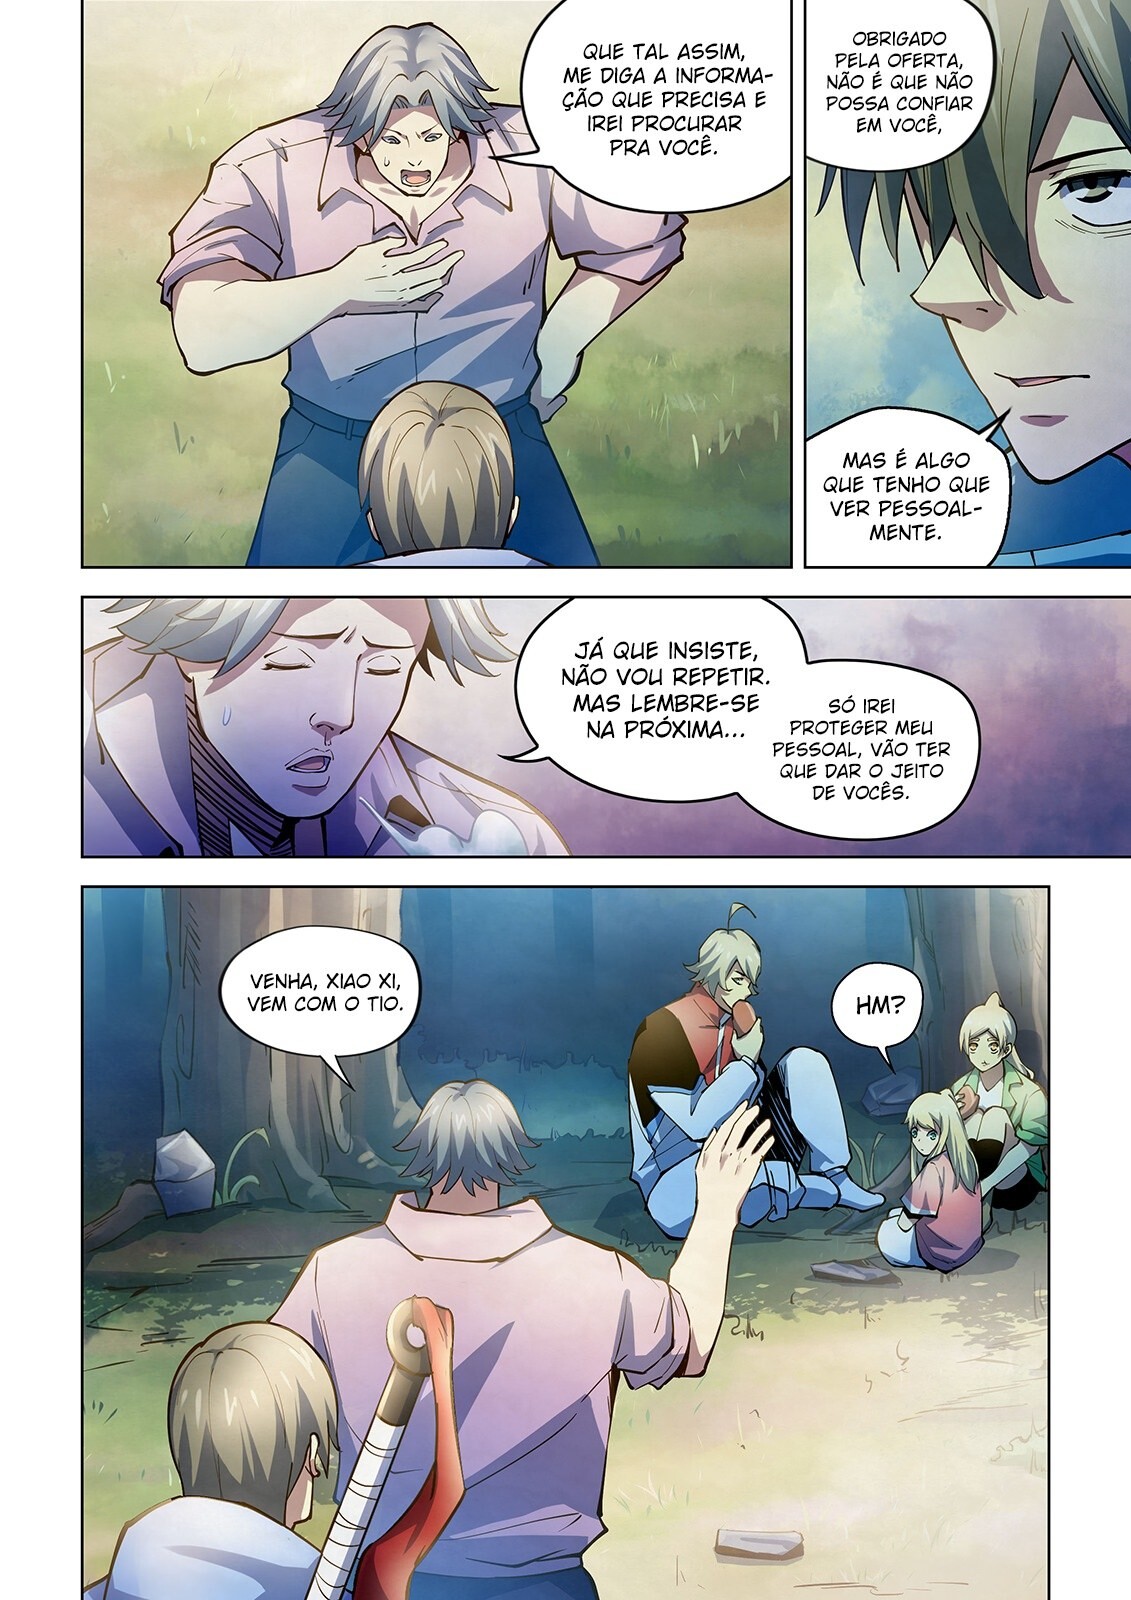 QUE TAL ASSIM,
ME DIGA A INFORMA-
ÇÃO QUE PRECISA E
IREI PROCURAR
PRA VOCÊ.
OBRIGADO
PELA OFERTA,
NÃO É QUE NÃO
POSSA CONFIAR
EM VOCÊ,
MAS É ALGO
QUE TENHO QUE
VER PESSOAL-
MENTE.
JÁ QUE INSISTE,
NÃO VOU REPETIR.
MAS LEMBRE-SE
NA PRÓXIMA...
SÓ IREI
PROTEGER MEU
PESSOAL, VÃO TER
QUE DAR O JEITO
DE VOCÊS.
VENHA, XIAO XI,
VEM COM O TIO.
HM?